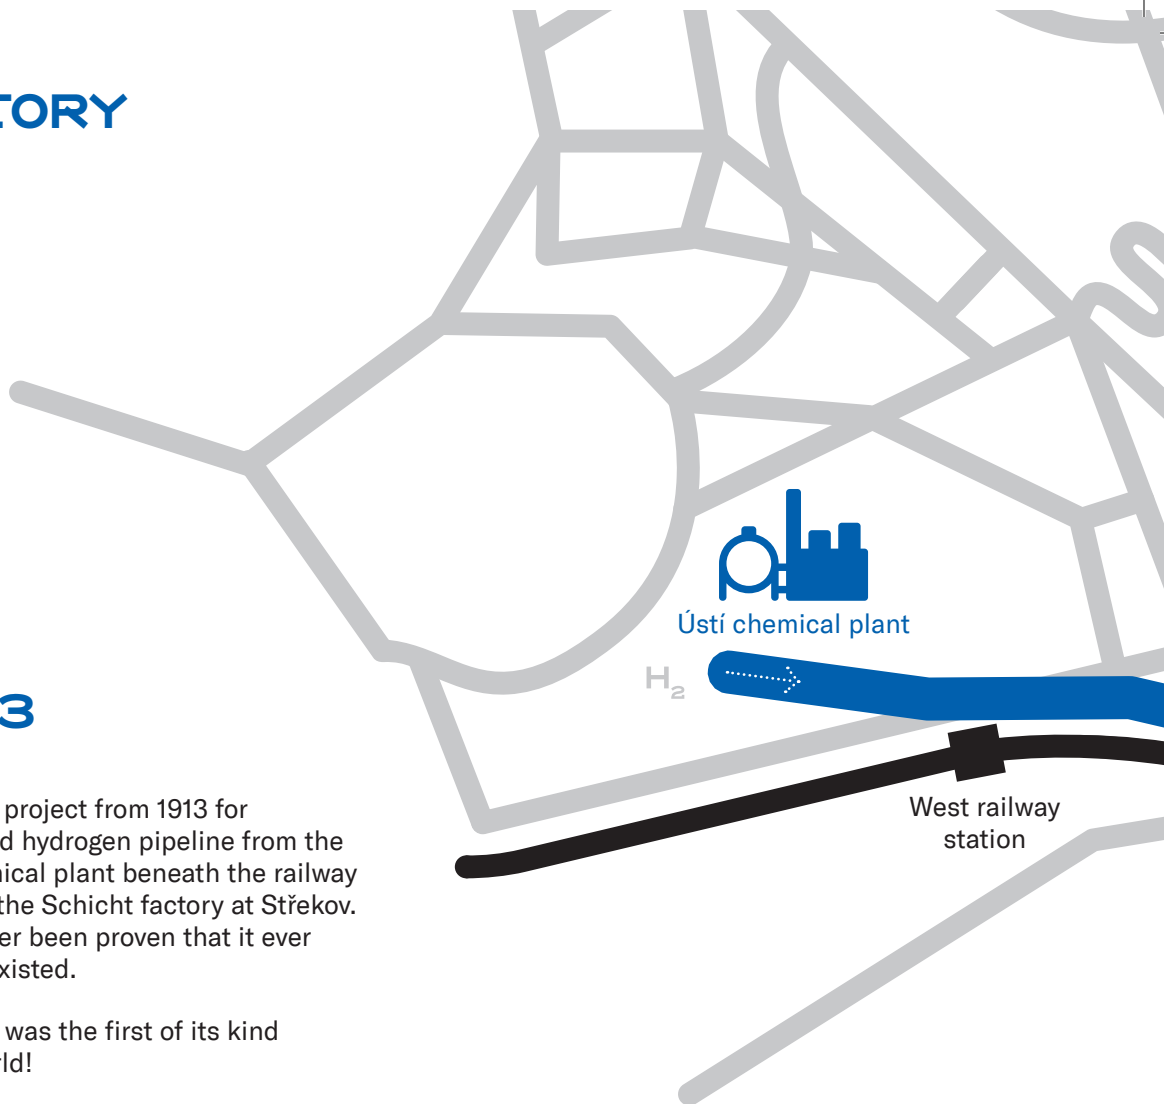 TORY
Ústí chemical plant
H₂
3
West railway
station
project from 1913 for
d hydrogen pipeline from the
ical plant beneath the railway
the Schicht factory at Střekov.
er been proven that it ever
xisted.
was the first of its kind
ld!